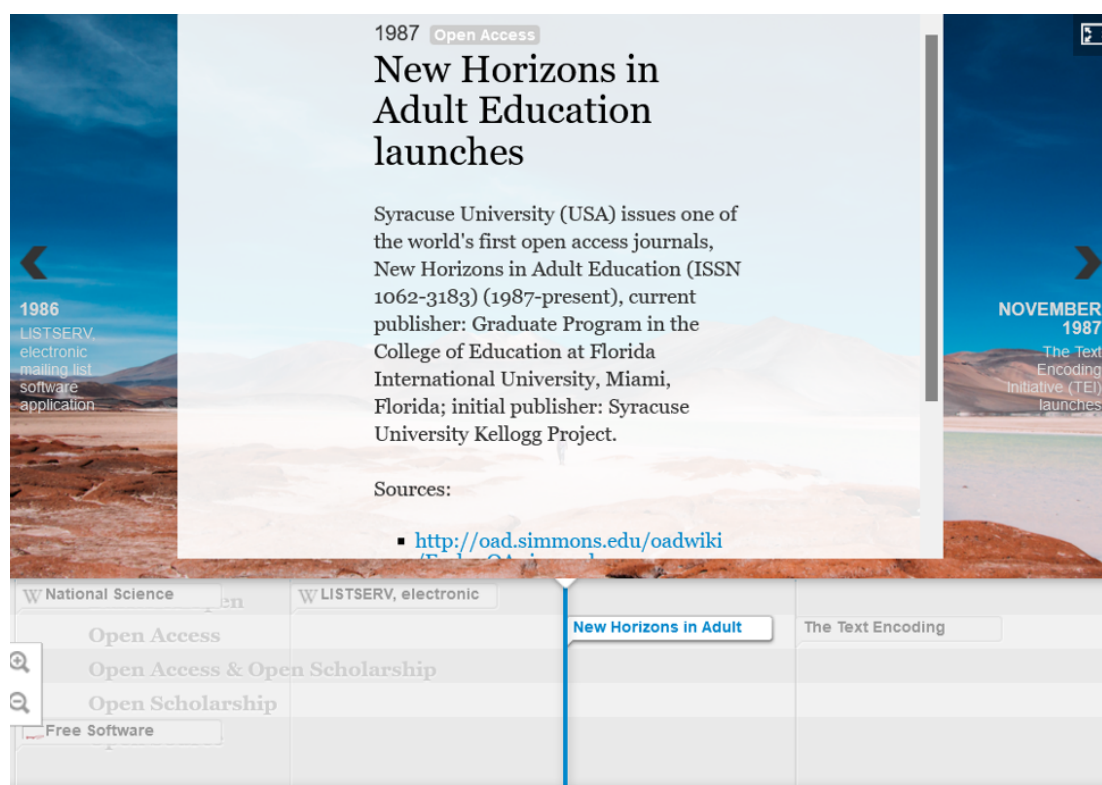 1987 Open Access
New Horizons in
Adult Education
launches
Syracuse University (USA) issues one of
the world's first open access journals,
New Horizons in Adult Education (ISSN
1062-3183) (1987-present), current
publisher: Graduate Program in the
College of Education at Florida
International University, Miami,
Florida; initial publisher: Syracuse
University Kellogg Project.
Sources:
http://oad.simmons.edu/oadwiki
1986
LISTSERV,
electronic
mailing list
software
application
NOVEMBER
1987
The Text
Encoding
Initiative (TEI)
launches
National Science
LISTSERV, electronic
Open Access
New Horizons in Adult
The Text Encoding
Open Access & Open Scholarship
Open Scholarship
Free Software